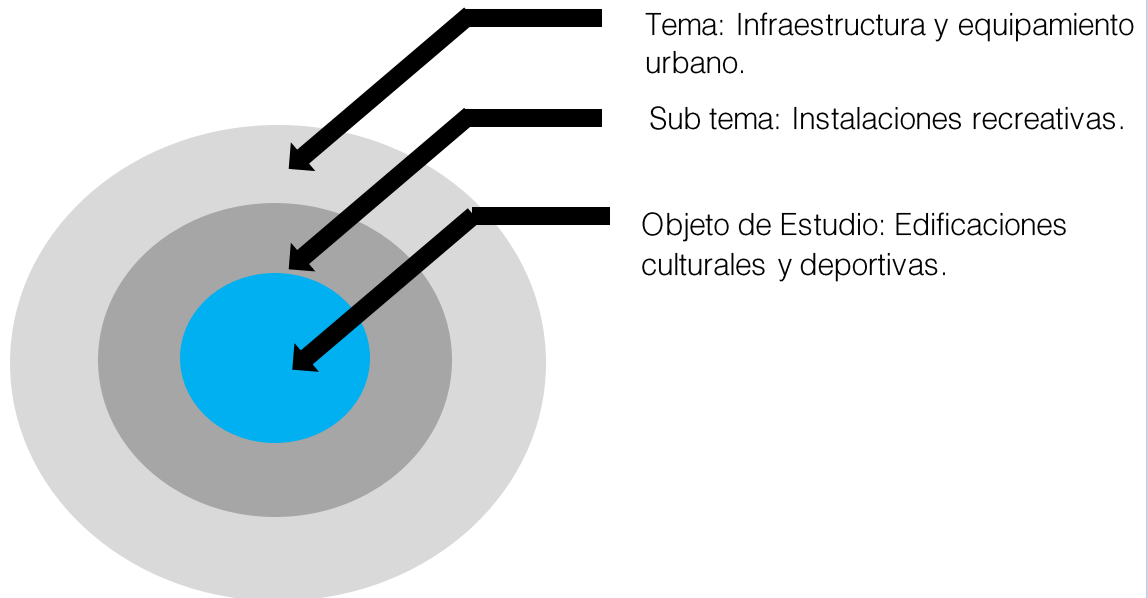 Tema: Infraestructura y equipamiento
urbano.
Sub tema: Instalaciones recreativas.
Objeto de Estudio: Edificaciones
culturales y deportivas.